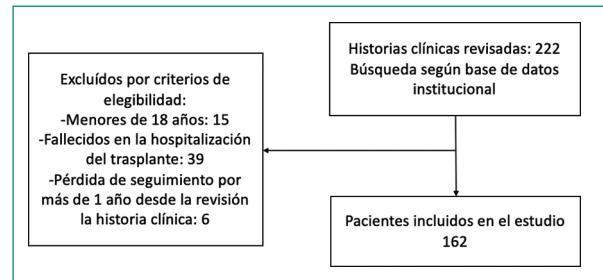 Historias clínicas revisadas: 222
Búsqueda según base de datos
institucional
Excluídos por criterios de
elegibilidad:
-Menores de 18 años: 15
-Fallecidos en la hospitalización
del trasplante: 39
-Pérdida de seguimiento por
más de 1 año desde la revisión
la historia clínica: 6
Pacientes incluidos en el estudio
162